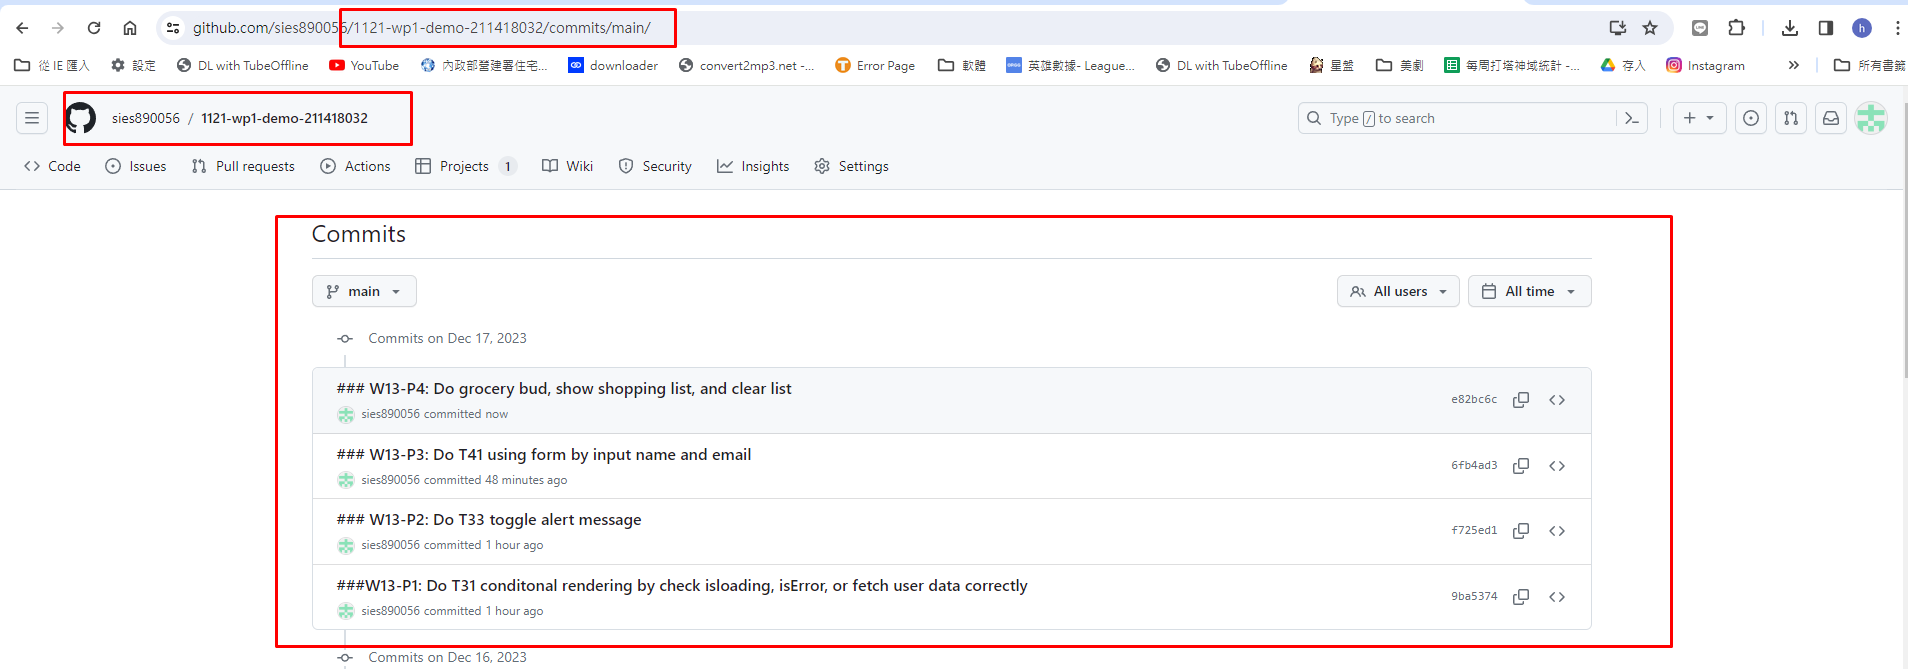 github.com/sies890056/1121-wp1-demo-211418032/commits/main/
h
從 IE 匯入 設定 DL with TubeOffline YouTube 內政部營建署住宅... downloader convert2mp3.net -... Error Page 軟體 英雄數據- League... DL with TubeOffline 星盤 美劇 每周打塔神域統計 -... 存入 Instagram » 所有書籤
sies890056 / 1121-wp1-demo-211418032 Type / to search
Code Issues Pull requests Actions Projects 1 Wiki Security Insights Settings
Commits
main All users All time
Commits on Dec 17, 2023
### W13-P4: Do grocery bud, show shopping list, and clear list
sies890056 committed now
e82bc6c
### W13-P3: Do T41 using form by input name and email
sies890056 committed 48 minutes ago
6fb4ad3
### W13-P2: Do T33 toggle alert message
sies890056 committed 1 hour ago
f725ed1
###W13-P1: Do T31 conditonal rendering by check isloading, isError, or fetch user data correctly
sies890056 committed 1 hour ago
9ba5374
Commits on Dec 16, 2023